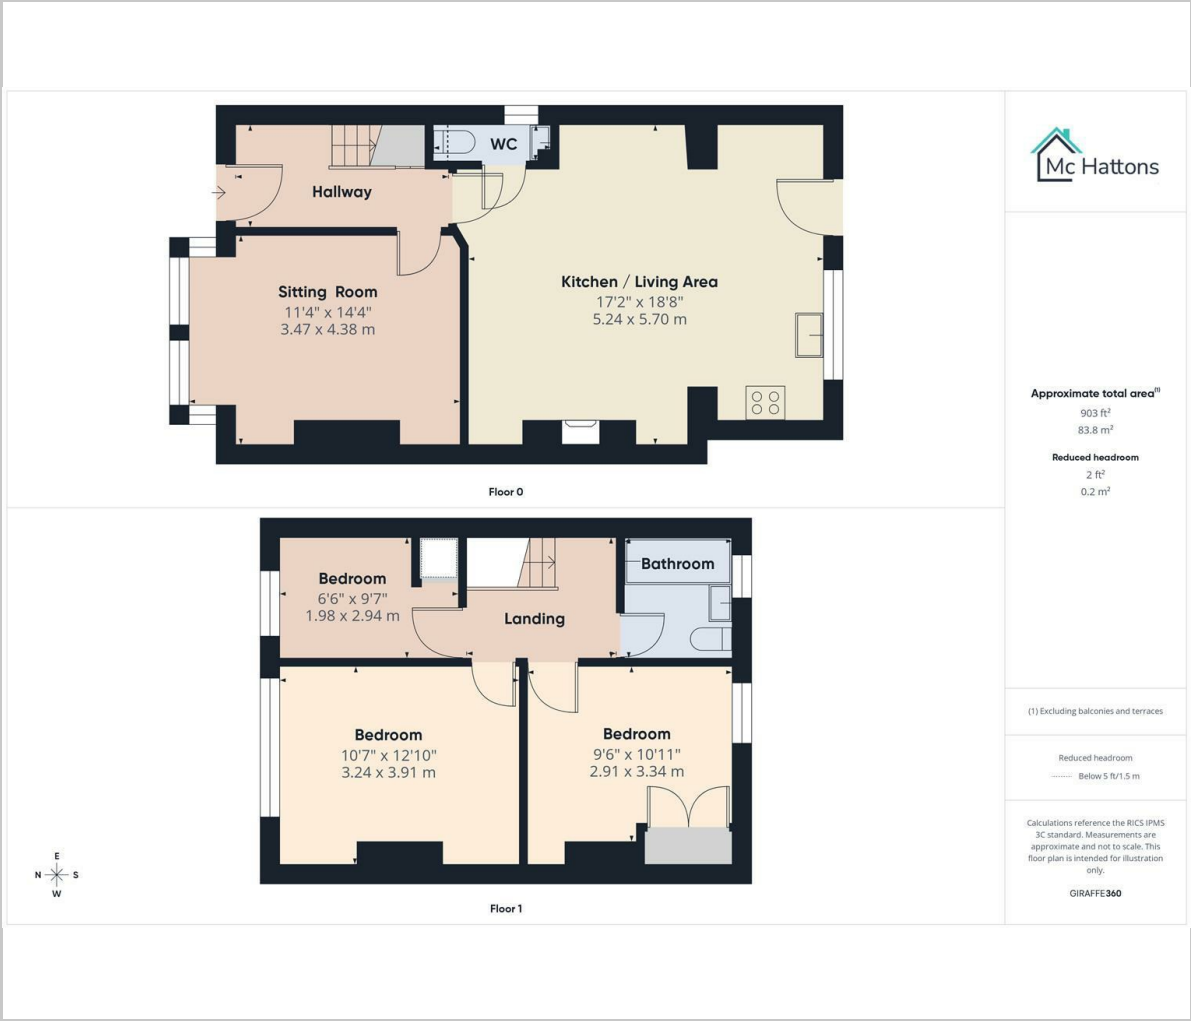 WC
Hallway
Sitting Room
11'4" x 14'4"
3.47 x 4.38 m
Kitchen / Living Area
17'2" x 18'8"
5.24 x 5.70 m
Floor 0
Bedroom
6'6" x 9'7"
1.98 x 2.94 m
Landing
Bathroom
Bedroom
10'7" x 12'10"
3.24 x 3.91 m
Bedroom
9'6" x 10'11"
2.91 x 3.34 m
E
N S
W
Floor 1
Mc Hattons
Approximate total area⁽¹⁾
903 ft²
83.8 m²
Reduced headroom
2 ft²
0.2 m²
(1) Excluding balconies and terraces
Reduced headroom
Below 5 ft/1.5 m
Calculations reference the RICS IPMS
3C standard. Measurements are
approximate and not to scale. This
floor plan is intended for illustration
only.
GIRAFFE360